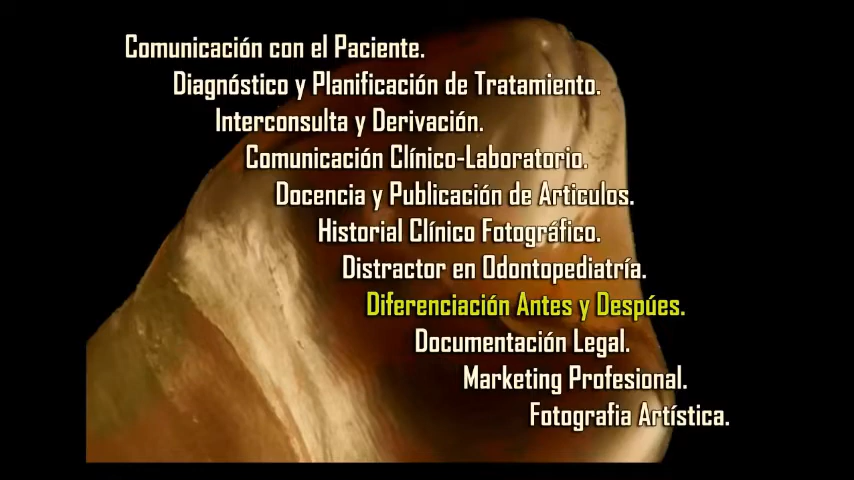 Comunicación con el Paciente.
Diagnóstico y Planificación de Tratamiento.
Interconsulta y Derivación.
Comunicación Clínico-Laboratorio.
Docencia y Publicación de Articulos.
Historial Clínico Fotográfico.
Distractor en Odontopediatría.
Diferenciación Antes y Despúes.
Documentación Legal.
Marketing Profesional.
Fotografia Artística.